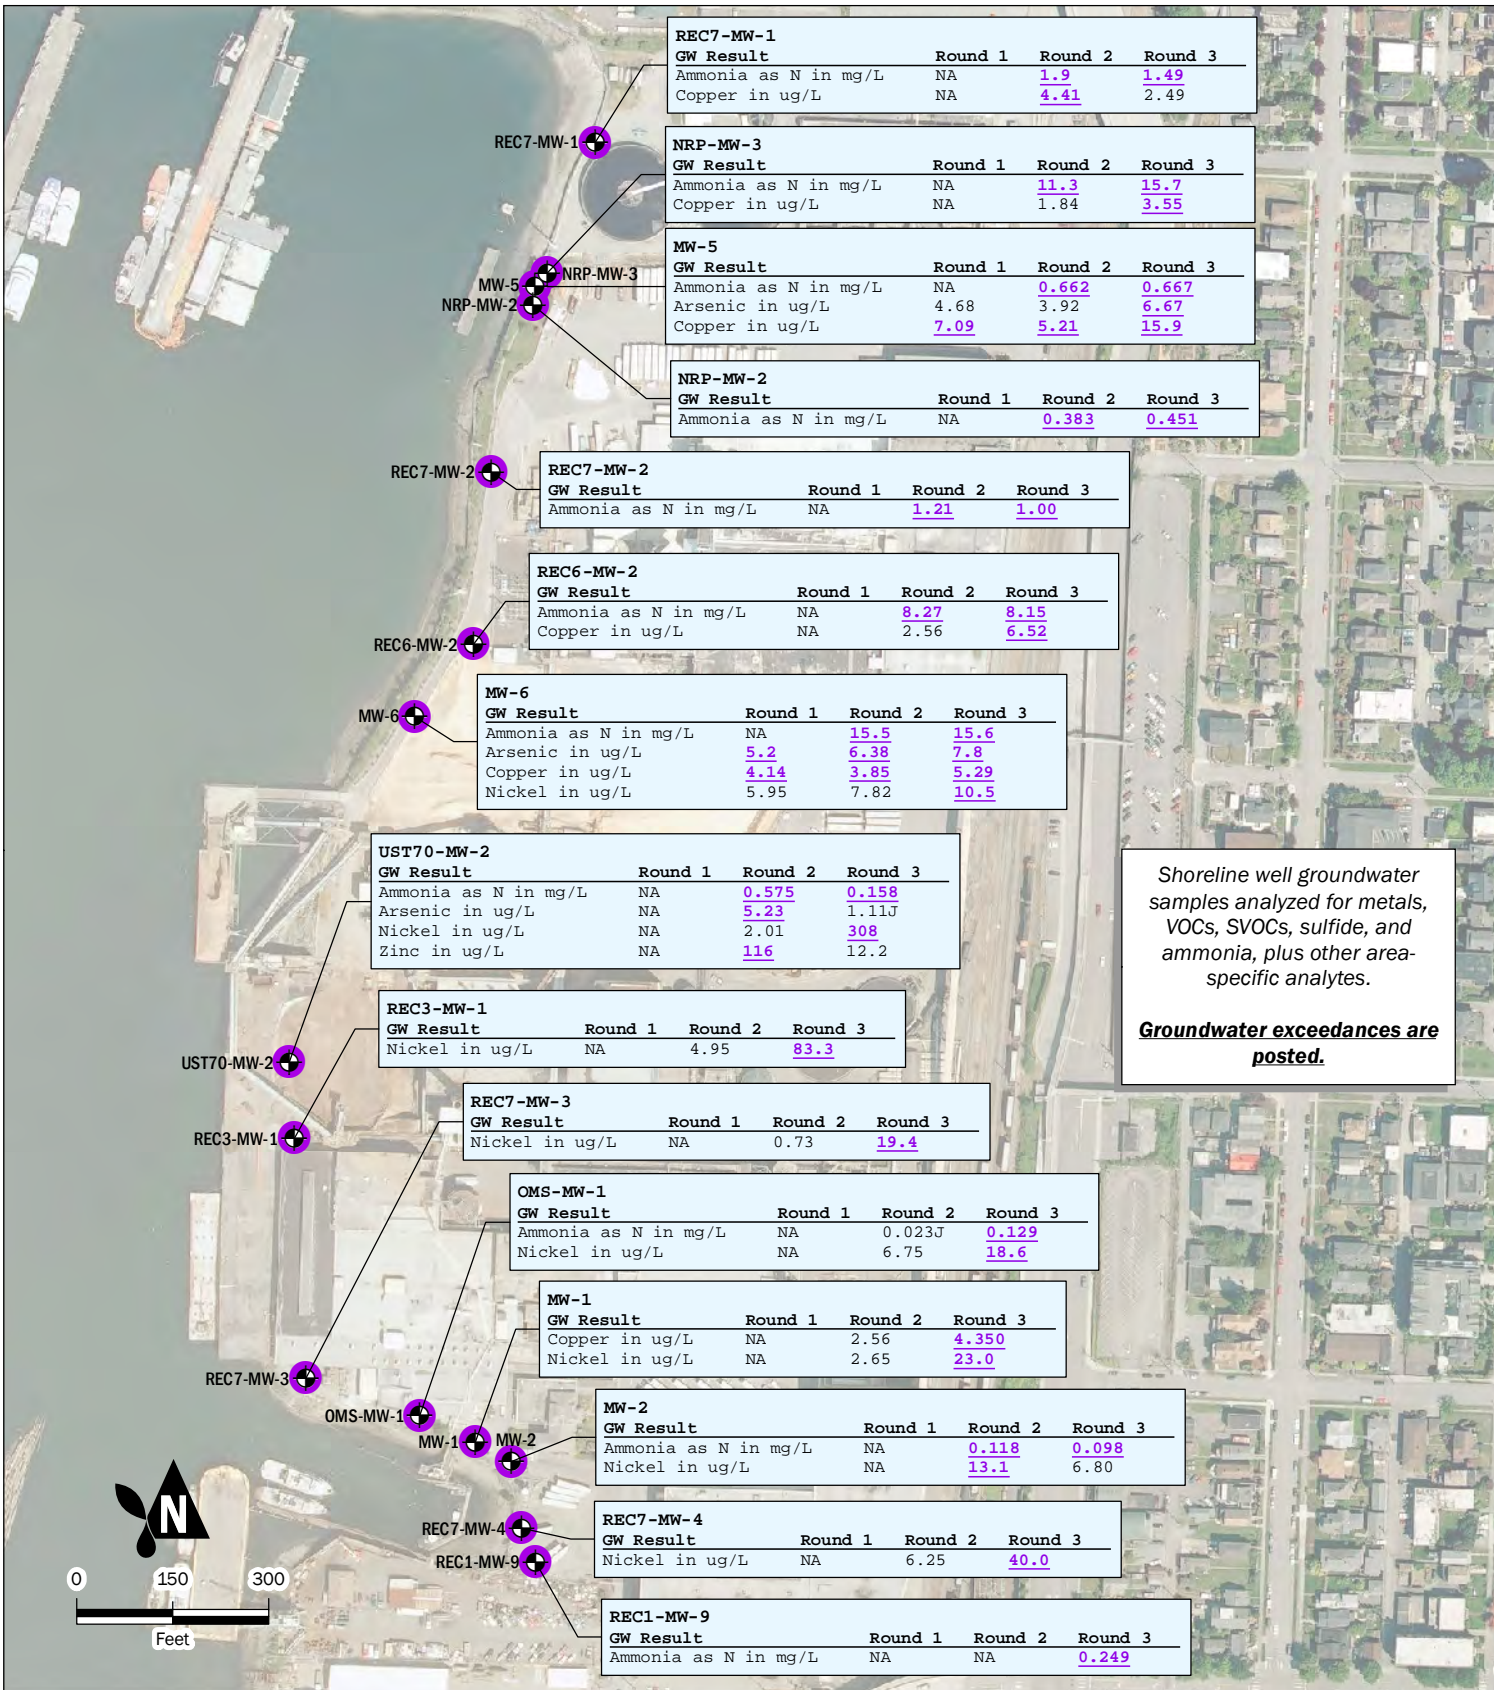 REC7-MW-1
GW Result Round 1 Round 2 Round 3
Ammonia as N in mg/L NA 1.9 1.49
Copper in ug/L NA 4.41 2.49
REC7-MW-1
NRP-MW-3
GW Result Round 1 Round 2 Round 3
Ammonia as N in mg/L NA 11.3 15.7
Copper in ug/L NA 1.84 3.55
NRP-MW-3
MW-5
NRP-MW-2
MW-5
GW Result Round 1 Round 2 Round 3
Ammonia as N in mg/L NA 0.662 0.667
Arsenic in ug/L 4.68 3.92 6.67
Copper in ug/L 7.09 5.21 15.9
NRP-MW-2
GW Result Round 1 Round 2 Round 3
Ammonia as N in mg/L NA 0.383 0.451
REC7-MW-2
REC7-MW-2
GW Result Round 1 Round 2 Round 3
Ammonia as N in mg/L NA 1.21 1.00
REC6-MW-2
GW Result Round 1 Round 2 Round 3
Ammonia as N in mg/L NA 8.27 8.15
Copper in ug/L NA 2.56 6.52
REC6-MW-2
MW-6
MW-6
GW Result Round 1 Round 2 Round 3
Ammonia as N in mg/L NA 15.5 15.6
Arsenic in ug/L 5.2 6.38 7.8
Copper in ug/L 4.14 3.85 5.29
Nickel in ug/L 5.95 7.82 10.5
UST70-MW-2
GW Result Round 1 Round 2 Round 3
Ammonia as N in mg/L NA 0.575 0.158
Arsenic in ug/L NA 5.23 1.11J
Nickel in ug/L NA 2.01 308
Zinc in ug/L NA 116 12.2
Shoreline well groundwater
samples analyzed for metals,
VOCs, SVOCs, sulfide, and
ammonia, plus other area-
specific analytes.
Groundwater exceedances are
posted.
REC3-MW-1
GW Result Round 1 Round 2 Round 3
Nickel in ug/L NA 4.95 83.3
UST70-MW-2
REC3-MW-1
REC7-MW-3
GW Result Round 1 Round 2 Round 3
Nickel in ug/L NA 0.73 19.4
OMS-MW-1
GW Result Round 1 Round 2 Round 3
Ammonia as N in mg/L NA 0.023J 0.129
Nickel in ug/L NA 6.75 18.6
MW-1
GW Result Round 1 Round 2 Round 3
Copper in ug/L NA 2.56 4.350
Nickel in ug/L NA 2.65 23.0
REC7-MW-3
OMS-MW-1
MW-1
MW-2
MW-2
GW Result Round 1 Round 2 Round 3
Ammonia as N in mg/L NA 0.118 0.098
Nickel in ug/L NA 13.1 6.80
REC7-MW-4
REC1-MW-9
REC7-MW-4
GW Result Round 1 Round 2 Round 3
Nickel in ug/L NA 6.25 40.0
REC1-MW-9
GW Result Round 1 Round 2 Round 3
Ammonia as N in mg/L NA NA 0.249
N
0 150 300
Feet